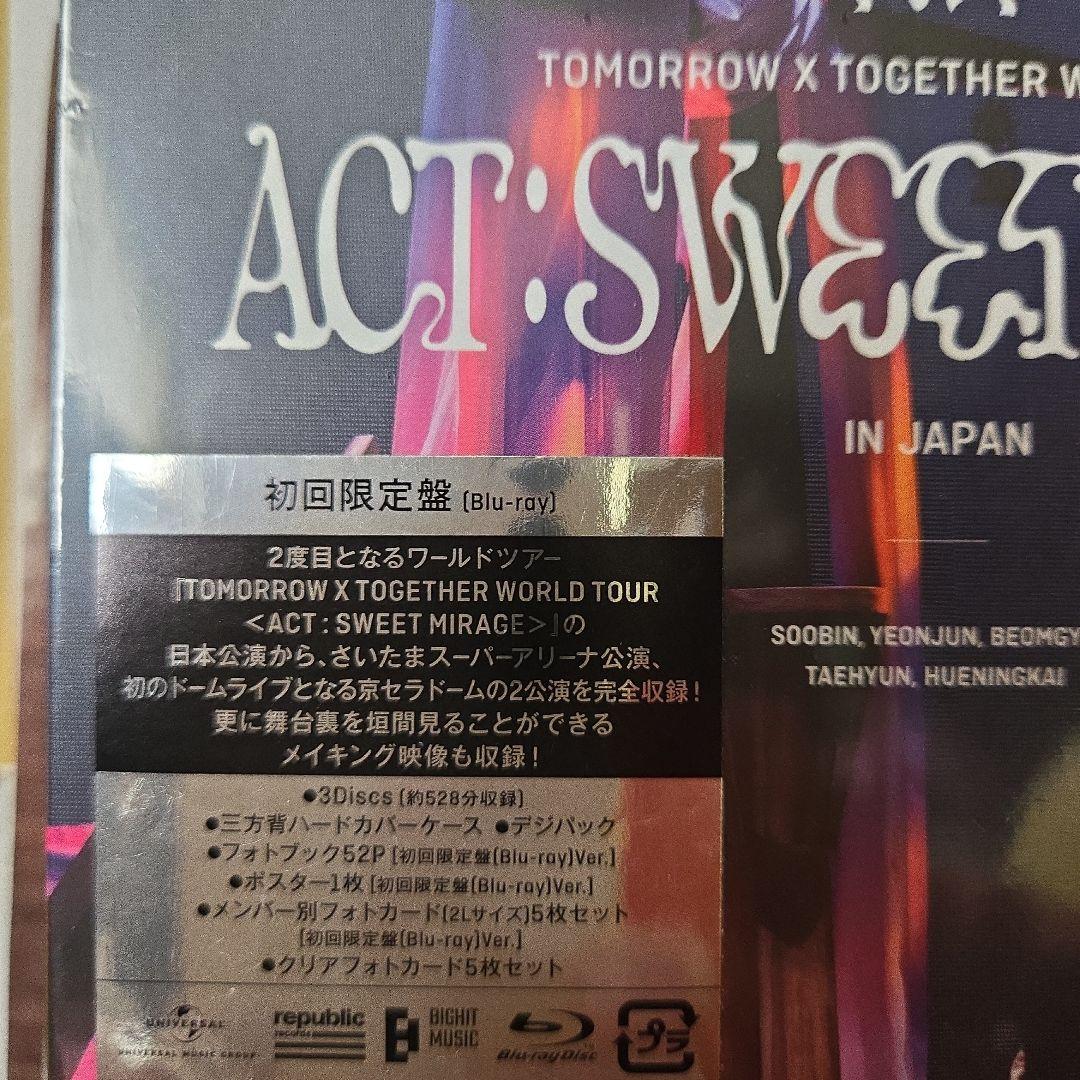 TOMORROW X TOGETHER W
ACT:SWEET
IN JAPAN
SOOBIN, YEONJUN, BEOMGY
TAEHYUN, HUENINGKAI
初回限定盤 (Blu-ray)
2度目となるワールドツアー
『TOMORROW X TOGETHER WORLD TOUR
<ACT : SWEET MIRAGE>』の
日本公演から、さいたまスーパーアリーナ公演、
初のドームライブとなる京セラドームの2公演を完全収録!
更に舞台裏を垣間見ることができる
メイキング映像も収録!
●3Discs (約528分収録)
●三方背ハードカバーケース ●デジパック
●フォトブック52P [初回限定盤(Blu-ray)Ver.]
●ポスター1枚 [初回限定盤(Blu-ray)Ver.]
●メンバー別フォトカード(2Lサイズ)5枚セット
[初回限定盤(Blu-ray)Ver.]
●クリアフォトカード5枚セット
UNIVERSAL
UNIVERSAL MUSIC GROUP
republic
records
BIGHIT
MUSIC
Blu-ray Disc
プラ